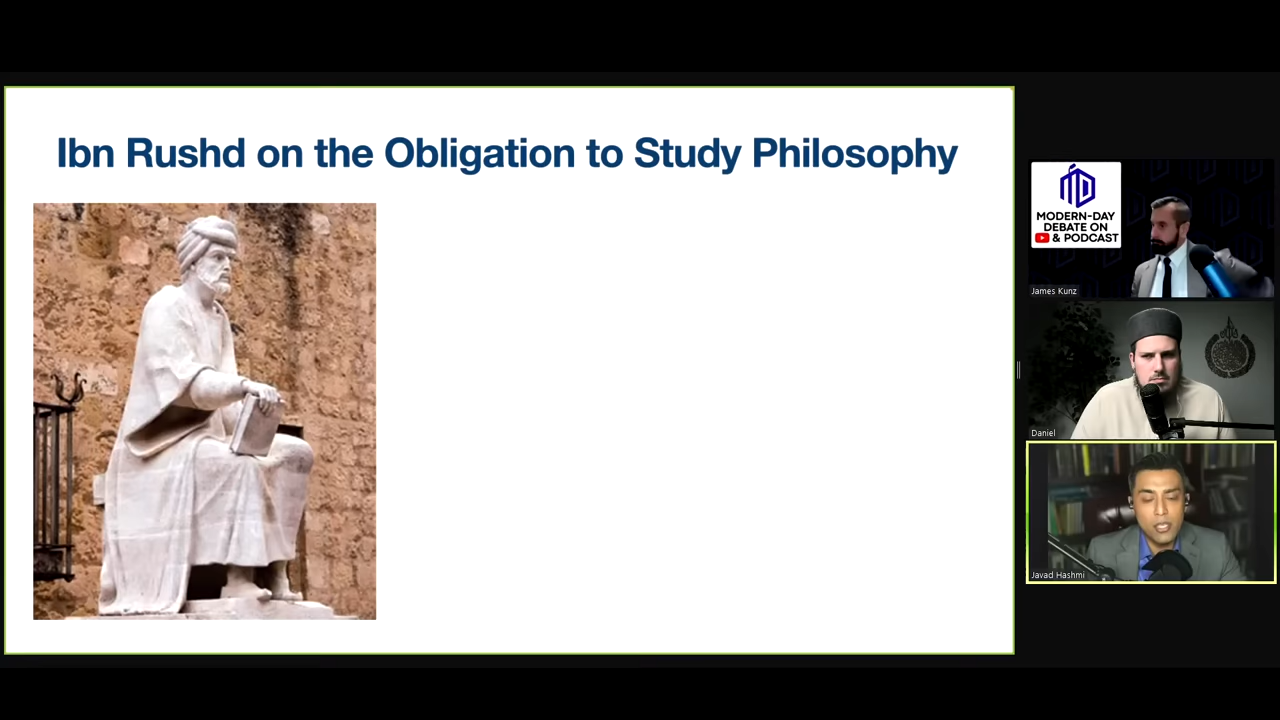 Ibn Rushd on the Obligation to Study Philosophy
MODERN-DAY
DEBATE ON
& PODCAST
James Kunz
Daniel
Javad Hashmi